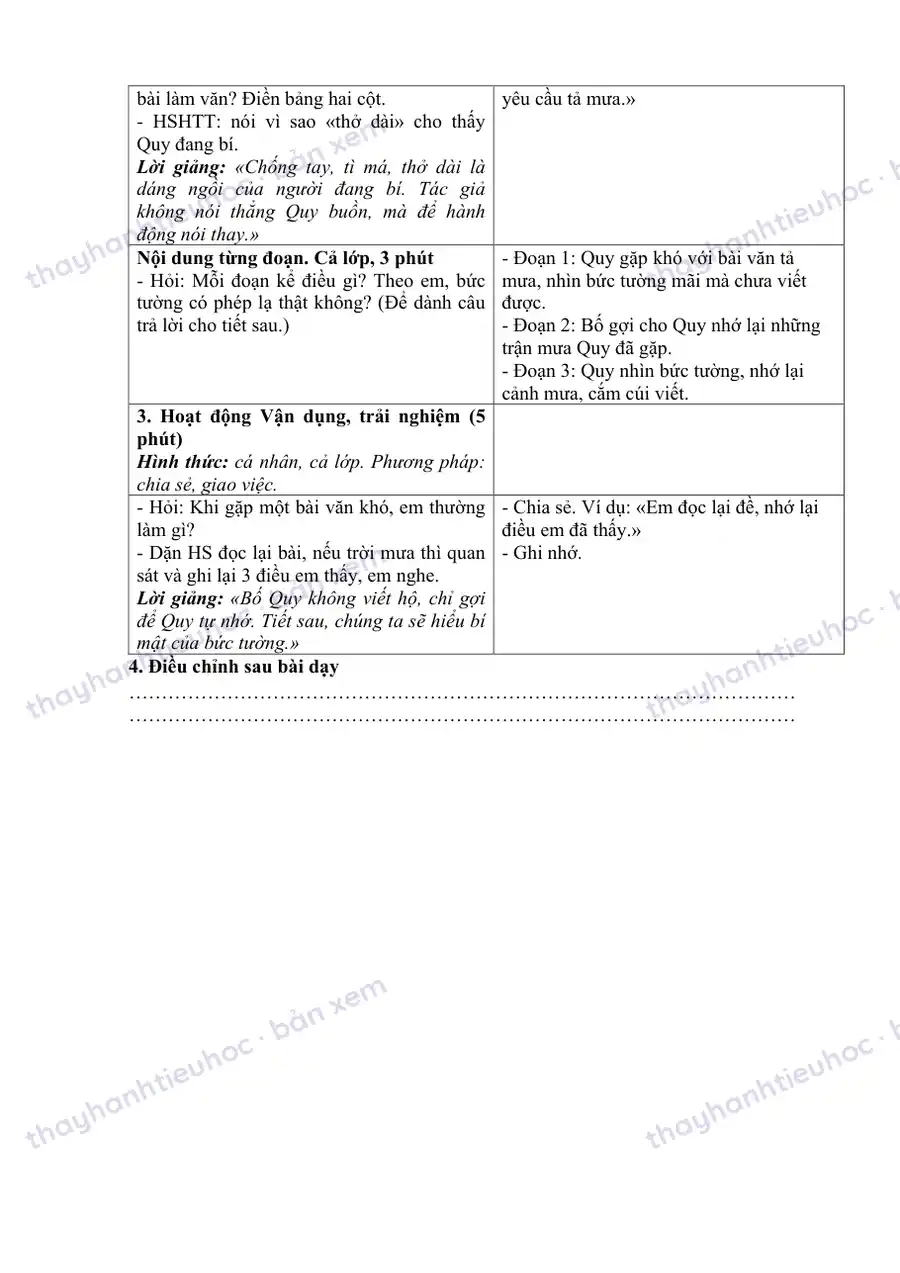 bài làm văn? Điền bảng hai cột.
- HSHTT: nói vì sao «thở dài» cho thấy
Quy đang bí.
Lời giảng: «Chống tay, tì má, thở dài là
dáng ngồi của người đang bí. Tác giả
không nói thẳng Quy buồn, mà để hành
động nói thay.»
yêu cầu tả mưa.»
Nội dung từng đoạn. Cả lớp, 3 phút
- Hỏi: Mỗi đoạn kể điều gì? Theo em, bức
tường có phép lạ thật không? (Để dành câu
trả lời cho tiết sau.)
- Đoạn 1: Quy gặp khó với bài văn tả
mưa, nhìn bức tường mãi mà chưa viết
được.
- Đoạn 2: Bố gợi cho Quy nhớ lại những
trận mưa Quy đã gặp.
- Đoạn 3: Quy nhìn bức tường, nhớ lại
cảnh mưa, cắm cúi viết.
3. Hoạt động Vận dụng, trải nghiệm (5
phút)
Hình thức: cá nhân, cả lớp. Phương pháp:
chia sẻ, giao việc.
- Hỏi: Khi gặp một bài văn khó, em thường
làm gì?
- Dặn HS đọc lại bài, nếu trời mưa thì quan
sát và ghi lại 3 điều em thấy, em nghe.
Lời giảng: «Bố Quy không viết hộ, chỉ gợi
để Quy tự nhớ. Tiết sau, chúng ta sẽ hiểu bí
mật của bức tường.»
- Chia sẻ. Ví dụ: «Em đọc lại đề, nhớ lại
điều em đã thấy.»
- Ghi nhớ.
4. Điều chỉnh sau bài dạy
…………………………………………………………………………………………
…………………………………………………………………………………………
thayhanhtieuhoc · bản xem
thayhanhtieuhoc · b
thayhanhtieuhoc · bản xem
thayhanhtieuhoc · b
thayhanhtieuhoc · bản xem
thayhanhtieuhoc · b